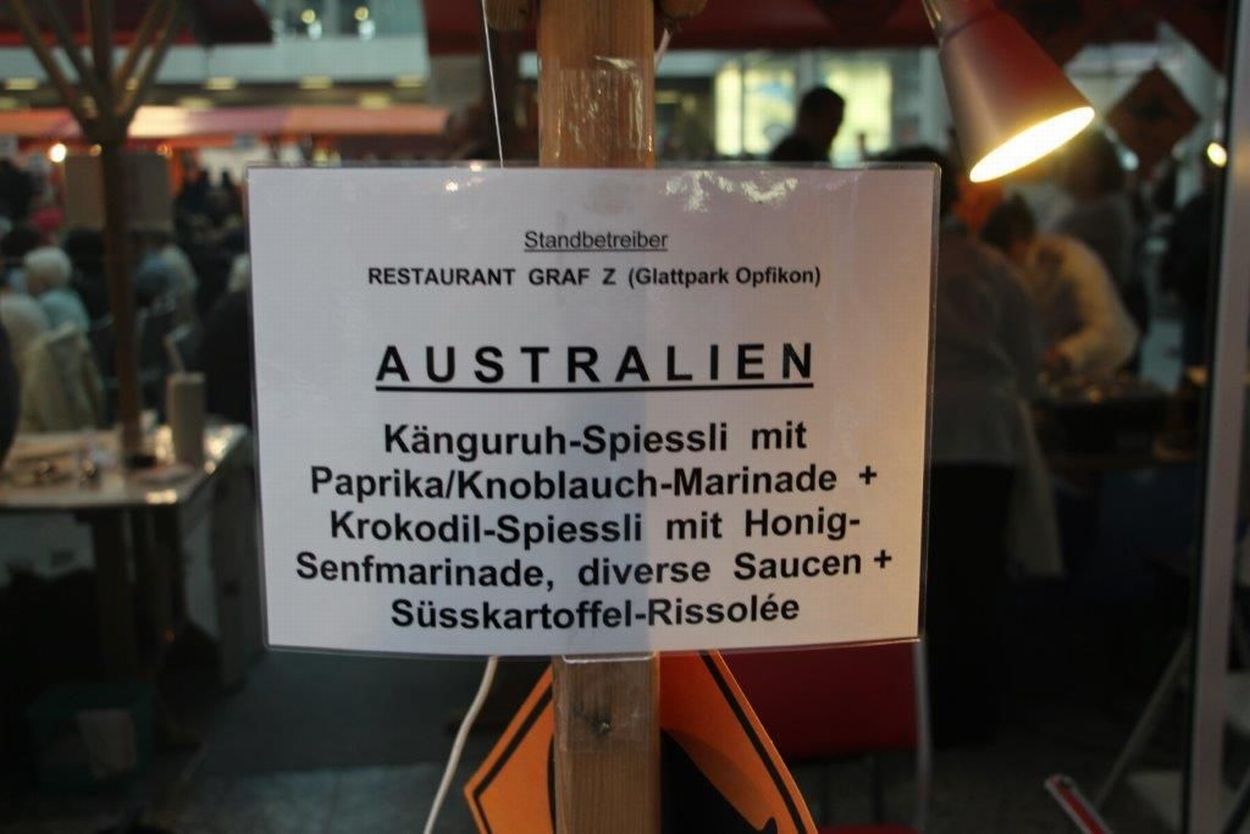 Standbetreiber
RESTAURANT GRAF Z (Glattpark Opfikon)
AUSTRALIEN
Känguruh-Spiessli mit
Paprika/Knoblauch-Marinade +
Krokodil-Spiessli mit Honig-
Senfmarinade, diverse Saucen +
Süsskartoffel-Rissolée